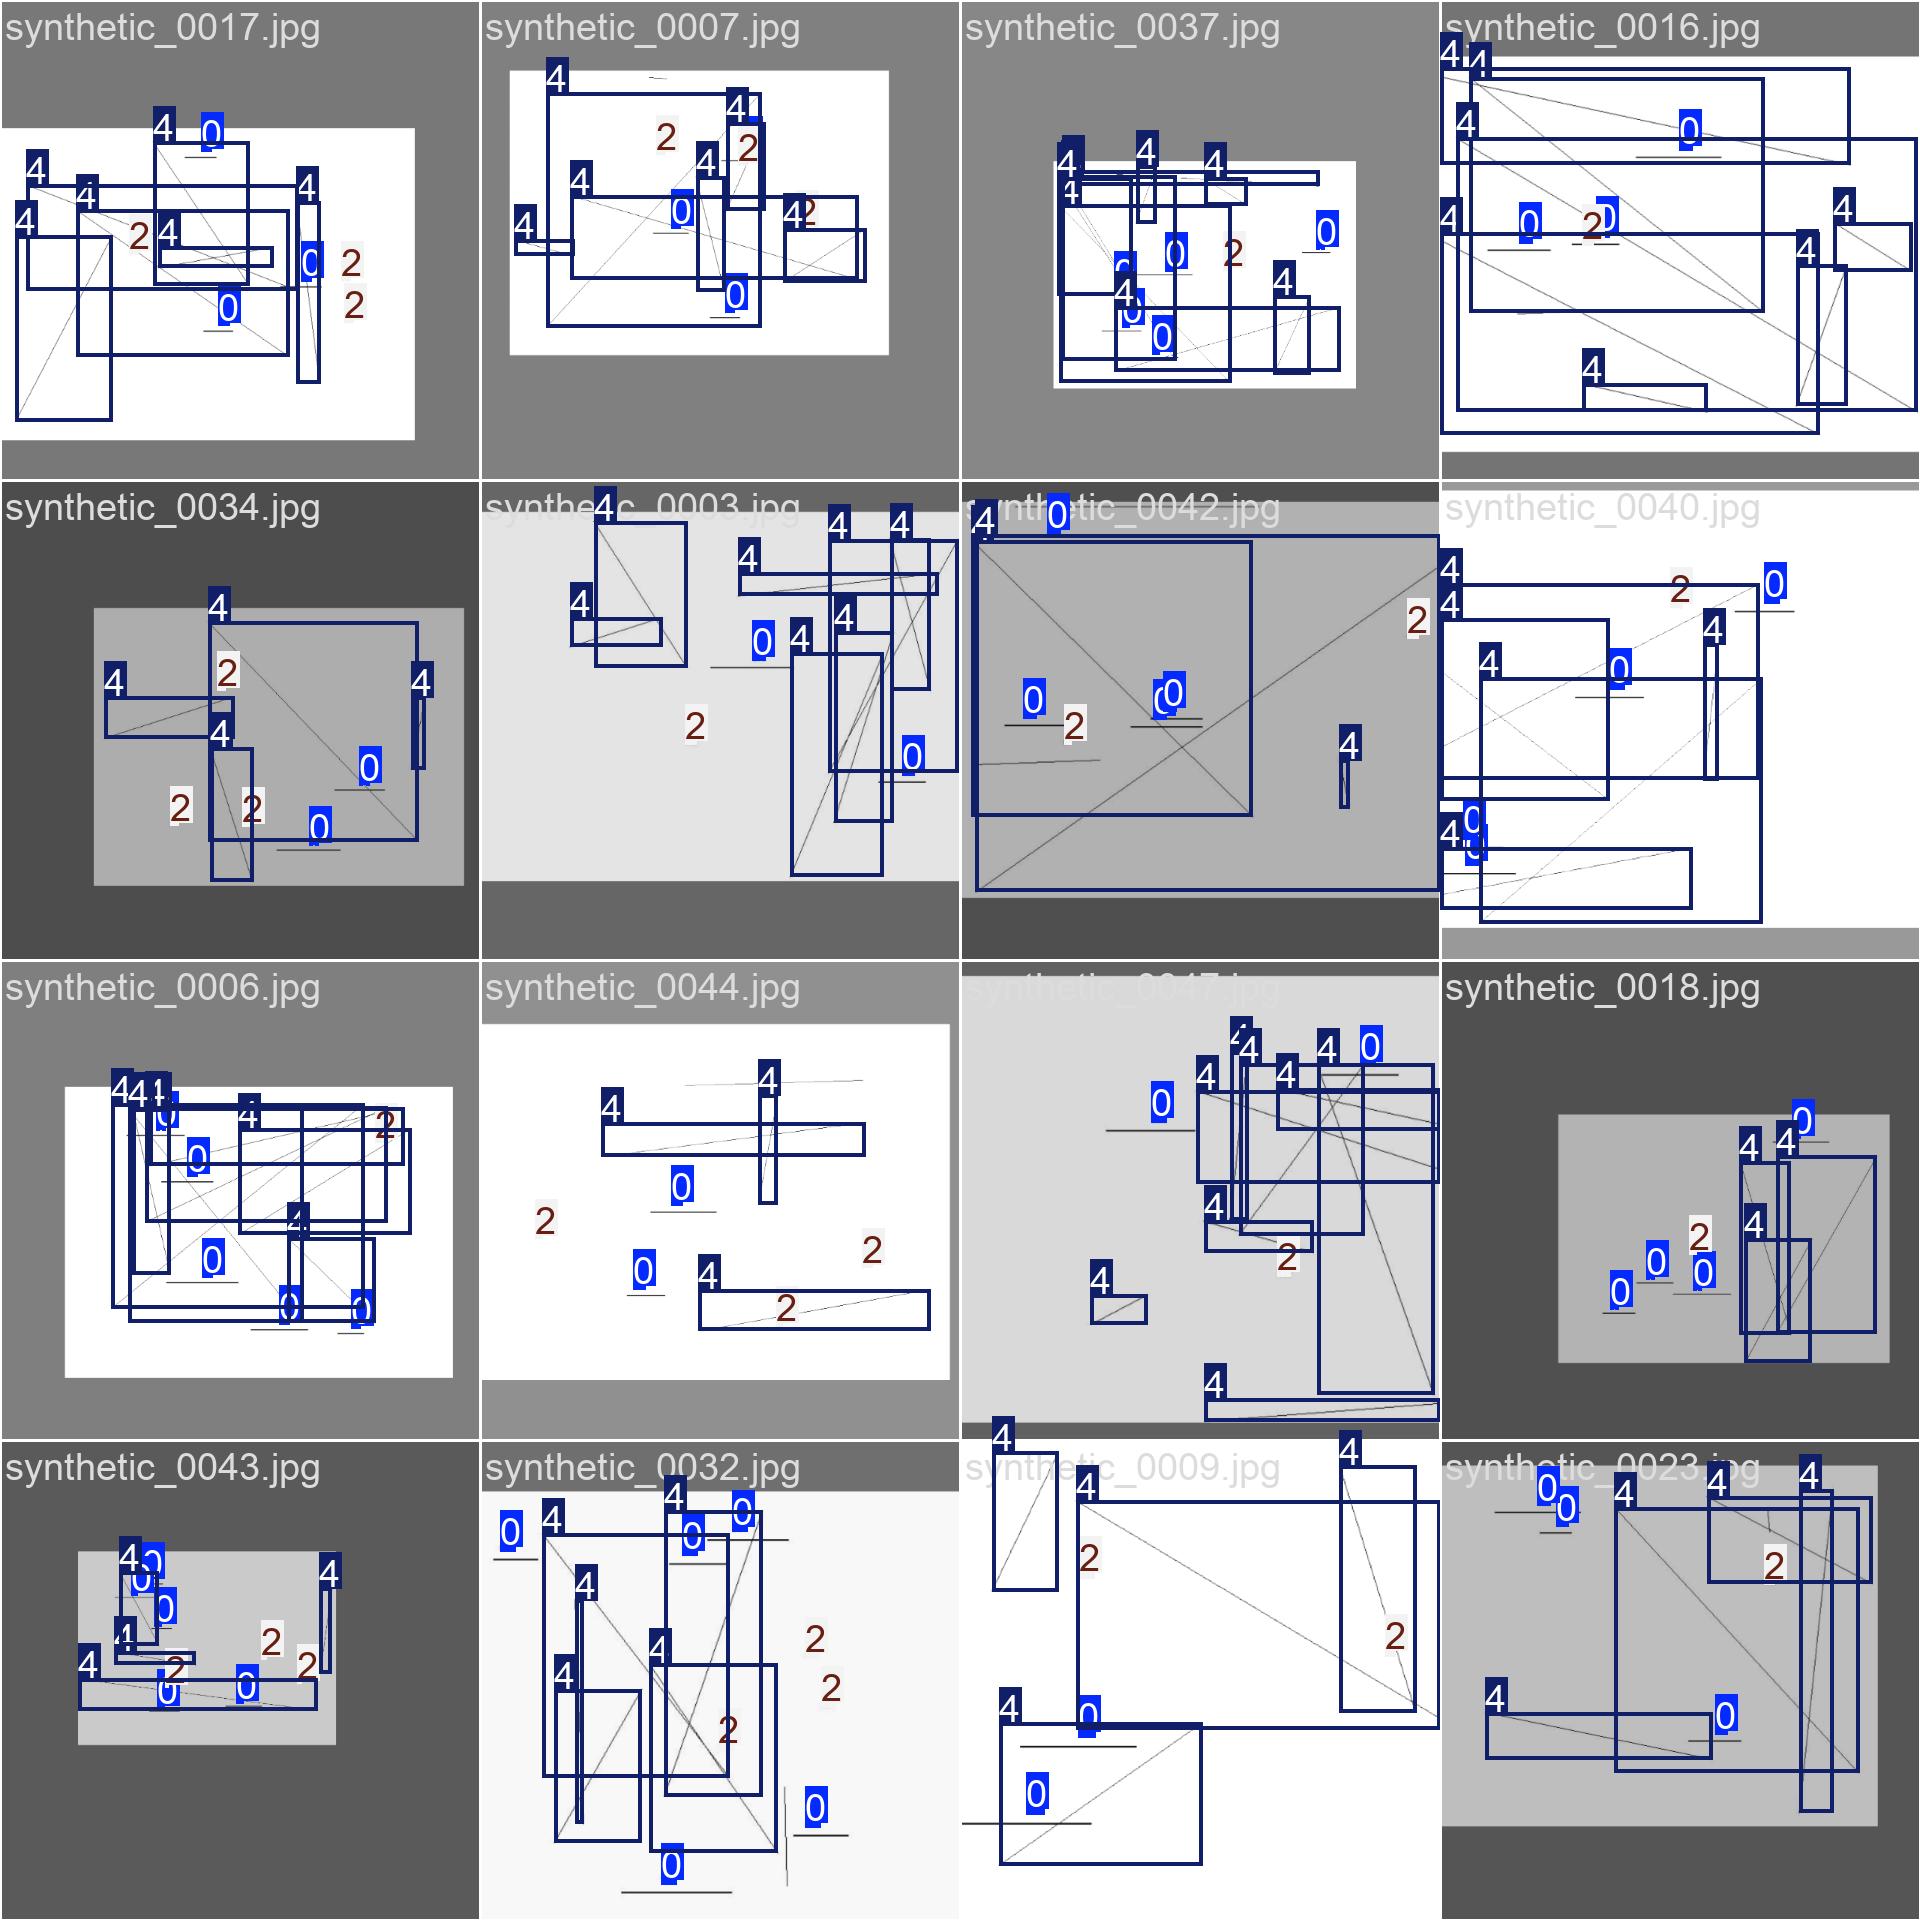 synthetic_0017.jpg
synthetic_0007.jpg
synthetic_0037.jpg
synthetic_0016.jpg
4 0
4 4 4 4 4
2 0 2
0 2
4
4 2 2
4 4 4 2
4 0 4
0
4 4 4
4 4
0 0 2
0 4 4
0 0
4 4
4 0
4 0 2 0 4
4
4
synthetic_0034.jpg
synthetic_0003.jpg
synthetic_0042.jpg
synthetic_0040.jpg
4
4 2 4
4
0
2 2 0
4 4 4
4
4 0 4 4
2 0
4 0
2
0 2 0 0
4
4 2 0
4 4
4 0
0
4 0
synthetic_0006.jpg
synthetic_0044.jpg
synthetic_0047.jpg
synthetic_0018.jpg
4 4 4 0 4 2
0
4
0
0 0
4
4
0
2
0 2
4
2
4 4 4 0
4 4
0
4
2
4
4
0
4 4
4
2
0 0
0
synthetic_0043.jpg
synthetic_0032.jpg
synthetic_0009.jpg
synthetic_0023.jpg
4 0 4
0
0
4 2
4 2 2
0 0
4 0
0 4 0
4
4 2
4 2
2
0
0
4 4
4
2
2
4 0
0
0 4 4 4
0
2
4 0